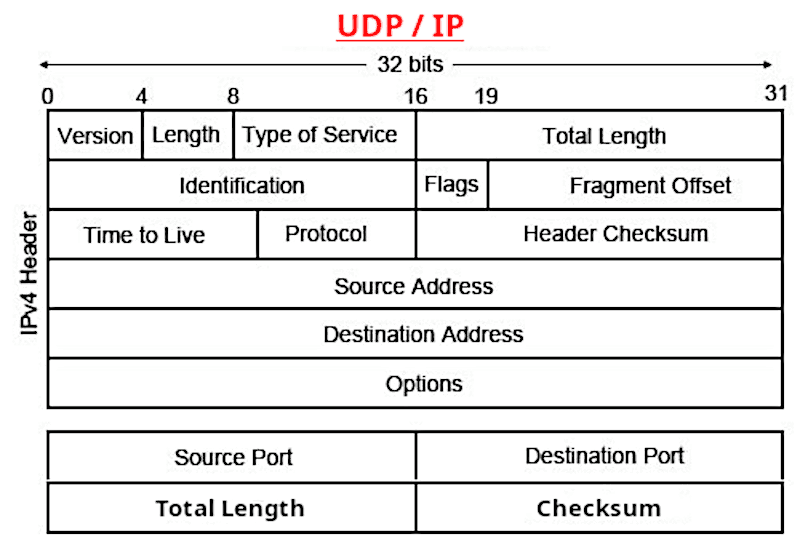 UDP / IP
32 bits
0 4 8 16 19 31
Version Length Type of Service Total Length
Identification Flags Fragment Offset
Time to Live Protocol Header Checksum
Source Address
Destination Address
Options
IPv4 Header
Source Port Destination Port
Total Length Checksum